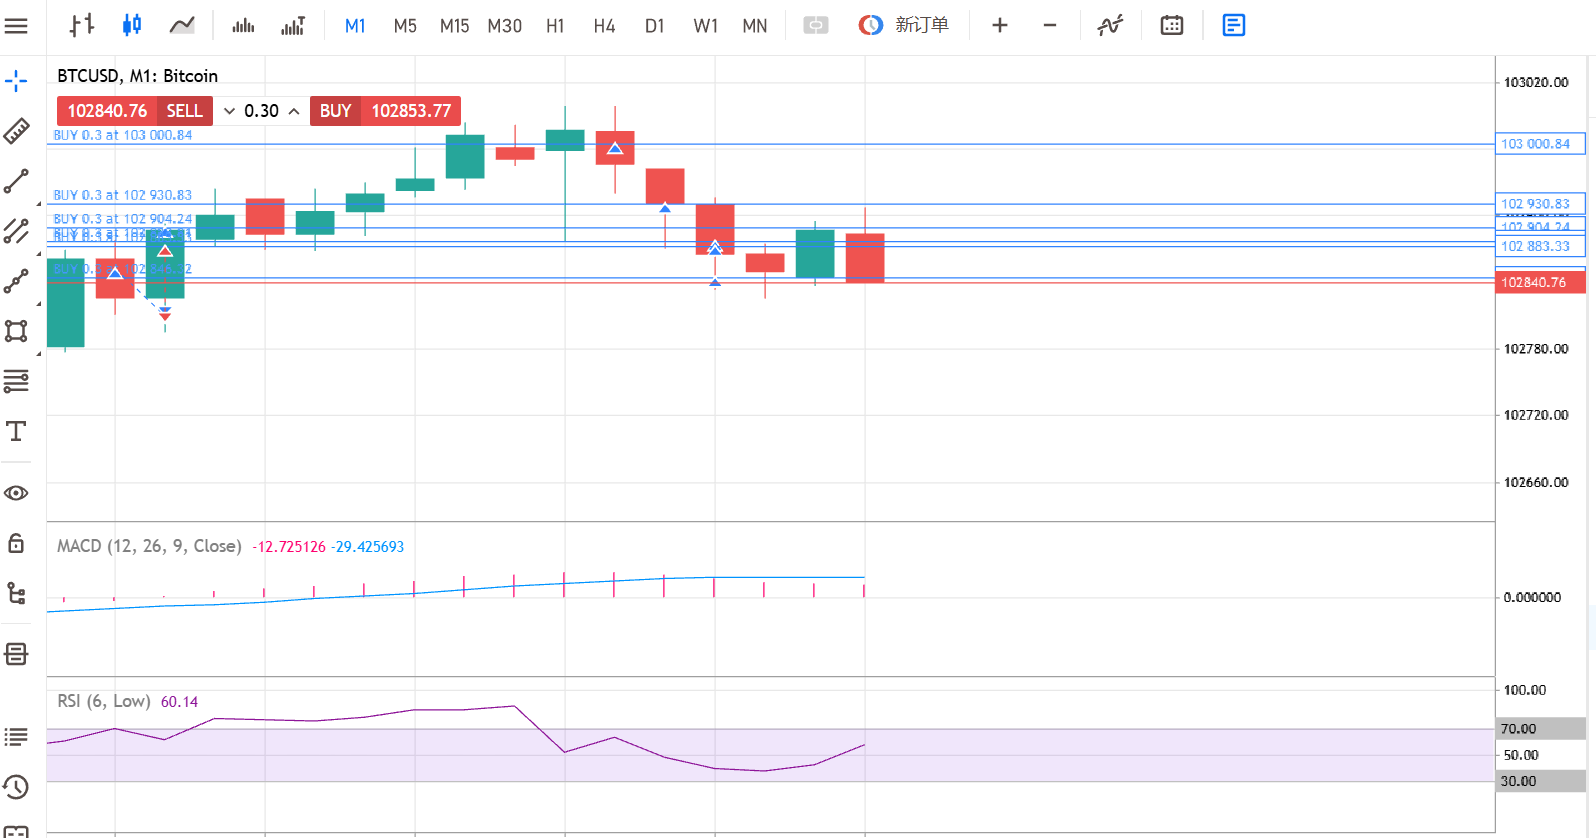 M1 M5 M15 M30 H1 H4 D1 W1 MN 新订单
BTCUSD, M1: Bitcoin
102840.76 SELL 0.30 BUY 102853.77
BUY 0.3 at 103 000.84
BUY 0.3 at 102 930.83
BUY 0.3 at 102 904.24
BUY 0.3 at 102 846.32
103020.00
103 000.84
102 930.83
102 904.24
102 883.33
102840.76
102780.00
102720.00
102660.00
MACD (12, 26, 9, Close) -12.725126 -29.425693
0.000000
RSI (6, Low) 60.14
100.00
70.00
50.00
30.00